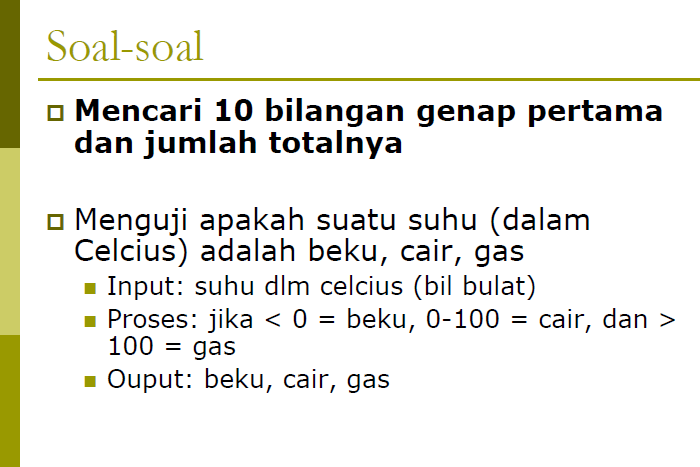 Soal-soal
Mencari 10 bilangan genap pertama
dan jumlah totalnya
Menguji apakah suatu suhu (dalam
Celcius) adalah beku, cair, gas
Input: suhu dlm celcius (bil bulat)
Proses: jika < 0 = beku, 0-100 = cair, dan >
100 = gas
Ouput: beku, cair, gas